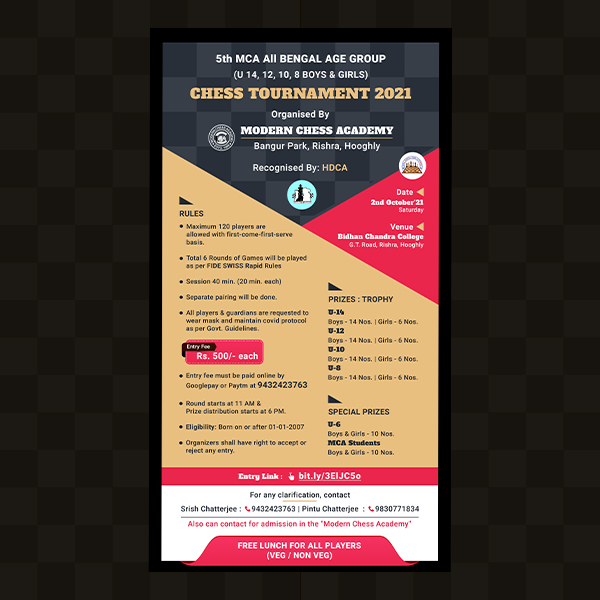 5th MCA All BENGAL AGE GROUP
(U 14, 12, 10, 8 BOYS & GIRLS)
CHESS TOURNAMENT 2021
Organised By
MODERN CHESS ACADEMY
Bangur Park, Rishra, Hooghly
Recognised By: HDCA
Date
2nd October'21
Saturday
Venue
Bidhan Chandra College
G.T. Road, Rishra, Hooghly
RULES
Maximum 120 players are
allowed with first-come-first-serve
basis.
Total 6 Rounds of Games will be played
as per FIDE SWISS Rapid Rules
Session 40 min. (20 min. each)
Separate pairing will be done.
All players & guardians are requested to
wear mask and maintain covid protocol
as per Govt. Guidelines.
Entry Fee
Rs. 500/- each
Entry fee must be paid online by
Googlepay or Paytm at 9432423763
Round starts at 11 AM &
Prize distribution starts at 6 PM.
Eligibility: Born on or after 01-01-2007
Organizers shall have right to accept or
reject any entry.
PRIZES : TROPHY
U-14
Boys - 14 Nos. | Girls - 6 Nos.
U-12
Boys - 14 Nos. | Girls - 6 Nos.
U-10
Boys - 14 Nos. | Girls - 6 Nos.
U-8
Boys - 14 Nos. | Girls - 6 Nos.
SPECIAL PRIZES
U-6
Boys & Girls - 10 Nos.
MCA Students
Boys & Girls - 10 Nos.
Entry Link : bit.ly/3EIJC5o
For any clarification, contact
Srish Chatterjee : 9432423763 | Pintu Chatterjee : 9830771834
Also can contact for admission in the "Modern Chess Academy"
FREE LUNCH FOR ALL PLAYERS
(VEG / NON VEG)